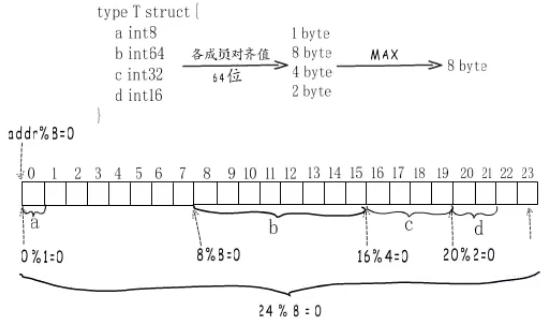 type T struct {
a int8
b int64
c int32
d int16
}
各成员对齐值
64位
1 byte
8 byte
4 byte
2 byte
MAX
8 byte
addr%8=0
0 1 2 3 4 5 6 7 8 9 10 11 12 13 14 15 16 17 18 19 20 21 22 23
a b c d
0%1=0 8%8=0 16%4=0 20%2=0
24%8=0